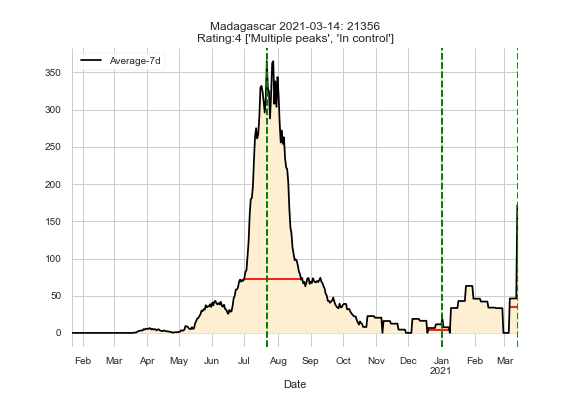 Madagascar 2021-03-14: 21356
Rating:4 ['Multiple peaks', 'In control']
Average-7d
350
300
250
200
150
100
50
0
Feb Mar Apr May Jun Jul Aug Sep Oct Nov Dec Jan Feb Mar
2021
Date